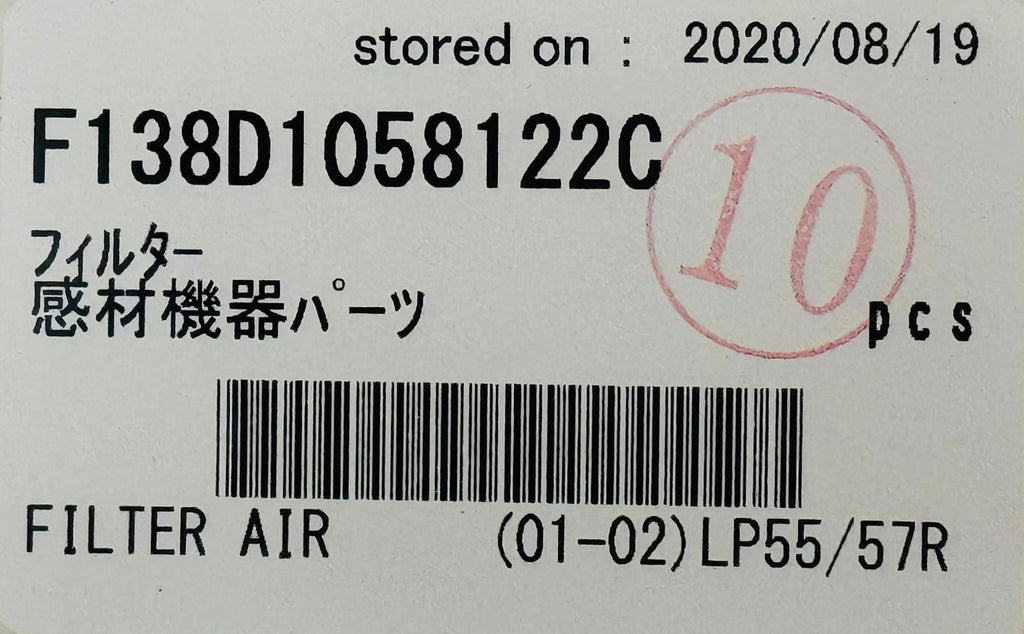 stored on : 2020/08/19
F138D1058122C
フィルター
感材機器パーツ
10 pcs
FILTER AIR (01-02)LP55/57R